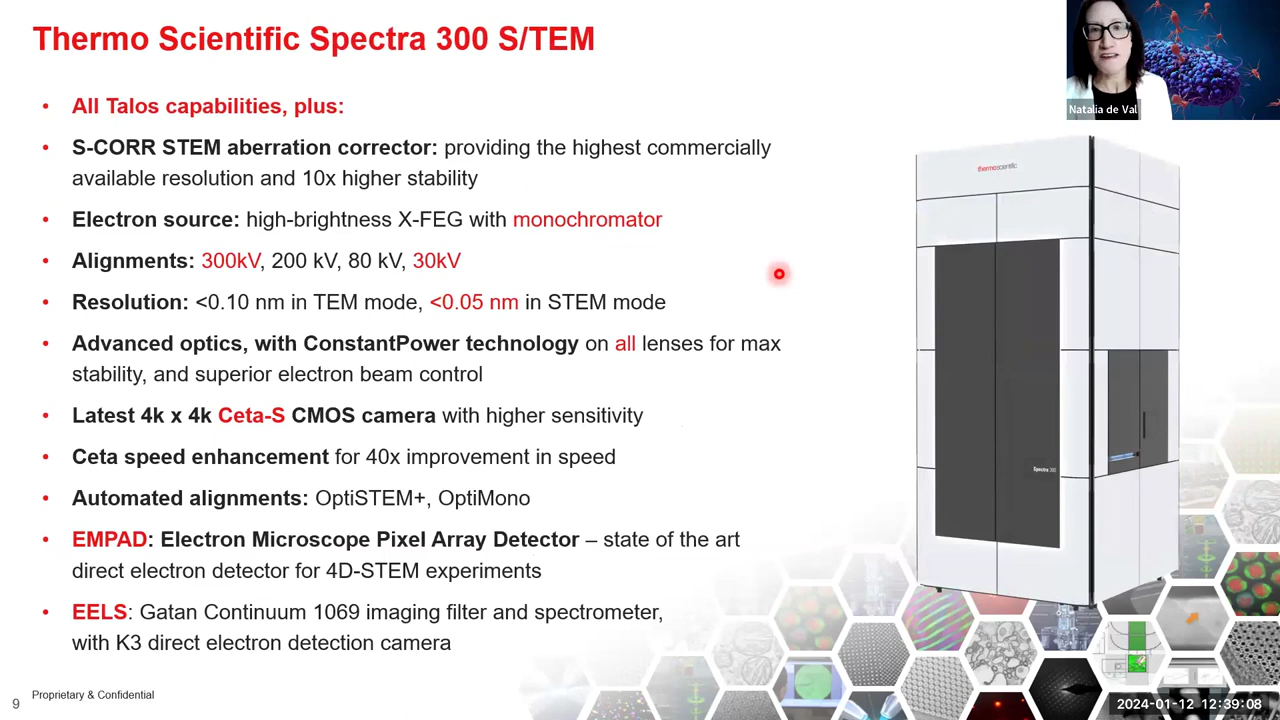 Thermo Scientific Spectra 300 S/TEM
Natalia de Val
• All Talos capabilities, plus:
• S-CORR STEM aberration corrector: providing the highest commercially
available resolution and 10x higher stability
• Electron source: high-brightness X-FEG with monochromator
• Alignments: 300kV, 200 kV, 80 kV, 30kV
• Resolution: <0.10 nm in TEM mode, <0.05 nm in STEM mode
• Advanced optics, with ConstantPower technology on all lenses for max
stability, and superior electron beam control
• Latest 4k x 4k Ceta-S CMOS camera with higher sensitivity
• Ceta speed enhancement for 40x improvement in speed
• Automated alignments: OptiSTEM+, OptiMono
• EMPAD: Electron Microscope Pixel Array Detector – state of the art
direct electron detector for 4D-STEM experiments
• EELS: Gatan Continuum 1069 imaging filter and spectrometer,
with K3 direct electron detection camera
thermoscientific
Spectra 300
9
Proprietary & Confidential
2024-01-12 12:39:08